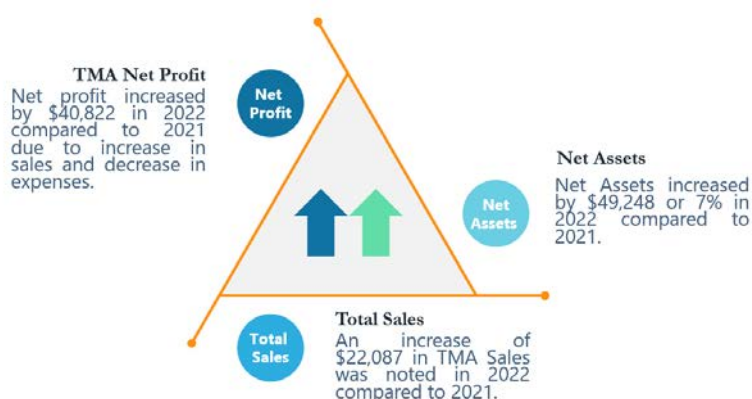 TMA Net Profit
Net profit increased
by $40,822 in 2022
compared to 2021
due to increase in
sales and decrease in
expenses.
Net
Profit
Net Assets
Net Assets increased
by $49,248 or 7% in
2022 compared to
2021.
Net
Assets
Total
Sales
Total Sales
An increase of
$22,087 in TMA Sales
was noted in 2022
compared to 2021.